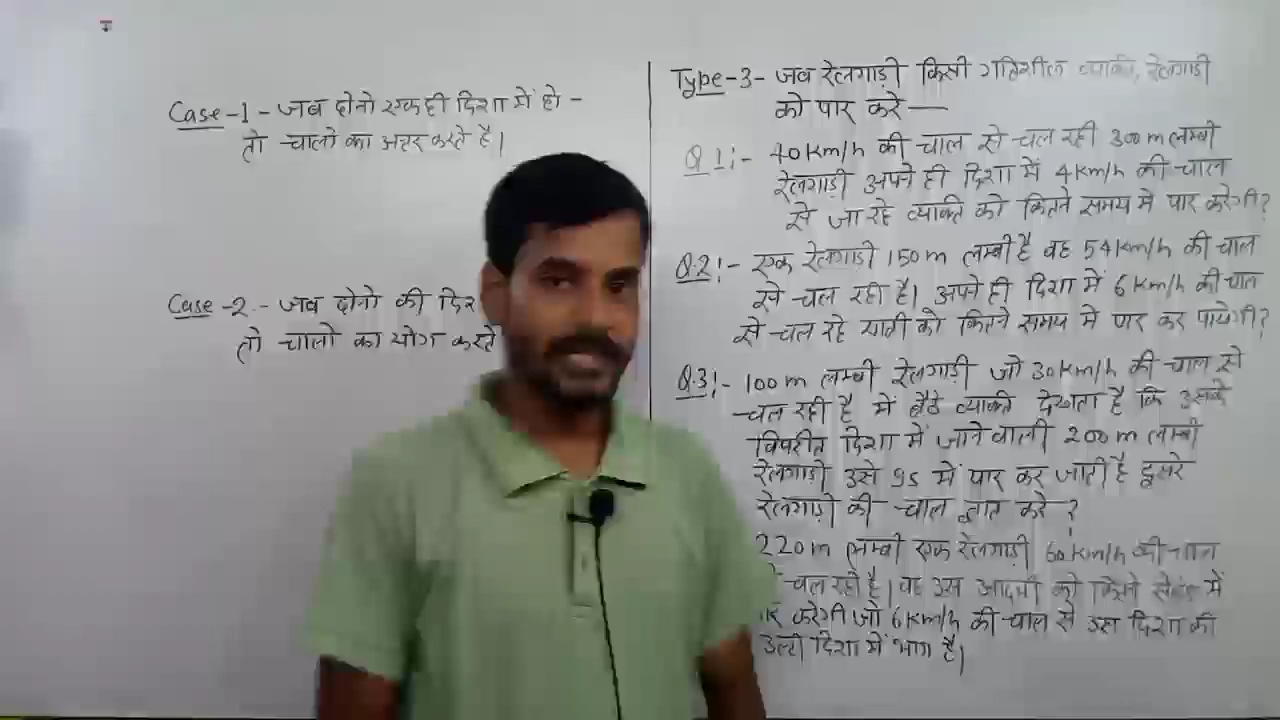 Case-1 - जब दोनो एक ही दिशा में हो -
तो चालो का अन्तर करते है।
Case-2.- जब दोनो की दिश
तो चालो का योग करते
Type-3- जब रेलगाड़ी किसी गतिशील व्यक्ति, रेलगाडी
को पार करे —
Q 1:- 40 km/h की चाल से चल रही 300 m लम्बी
रेलगाड़ी अपने ही दिशा में 4 km/h की चाल
से जा रहे व्यक्ति को कितने समय मे पार करेगी?
Q.2:- एक रेलगाड़ी 150 m लम्बी है वह 54 km/h की चाल
से चल रही है। अपने ही दिशा में 6 km/h की चाल
से चल रहे यात्री को कितने समय मे पार कर पायेगी?
Q.3:- 100 m लम्बी रेलगाड़ी जो 30 km/h की चाल से
चल रही है में बैठे व्यक्ति देखता है कि उसके
विपरीत दिशा में जाने वाली 200 m लम्बी
रेलगाड़ी उसे 9s में पार कर जाती है दूसरे
रेलगाड़ी की चाल ज्ञात करे ?
220 m लम्बी एक रेलगाड़ी 60 km/h की चाल
चल रही है। वह उस आदमी को कितने सेकंड में
करेगी जो 6 km/h की चाल से उस दिशा की
उल्टी दिशा में भाग है।